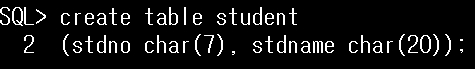 SQL> create table student
2 (stdno char(7), stdname char(20));